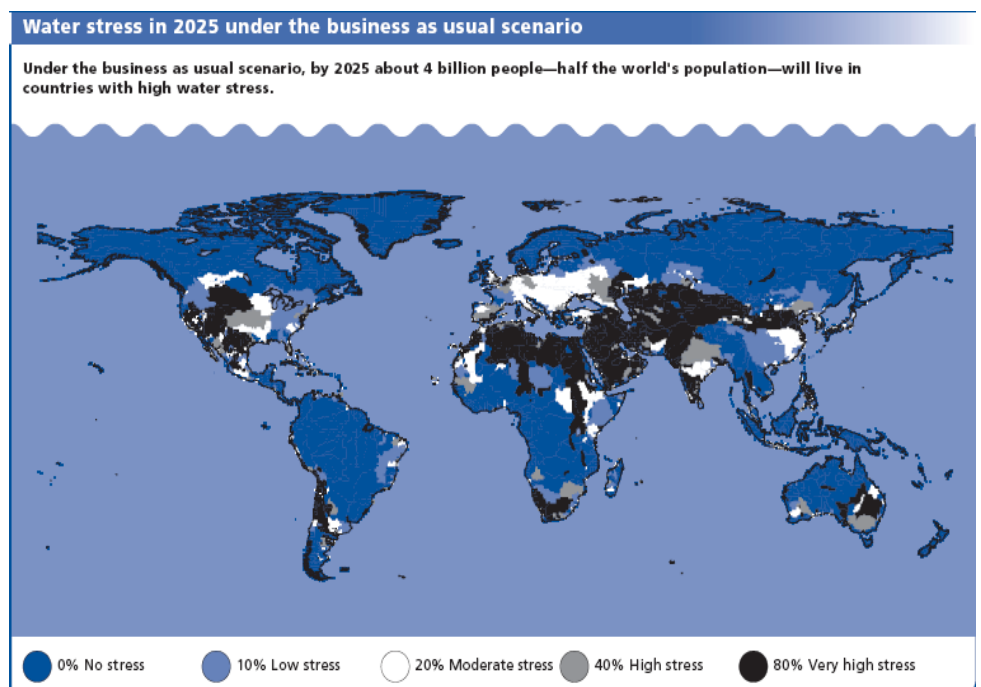 Water stress in 2025 under the business as usual scenario
Under the business as usual scenario, by 2025 about 4 billion people—half the world's population—will live in
countries with high water stress.
0% No stress
10% Low stress
20% Moderate stress
40% High stress
80% Very high stress